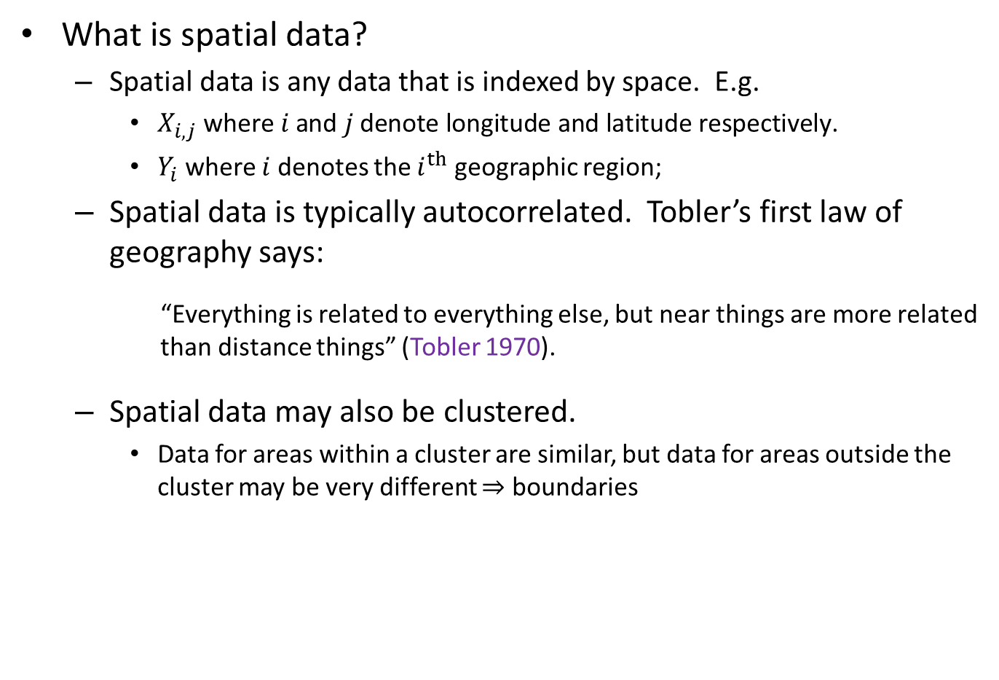 • What is spatial data?
– Spatial data is any data that is indexed by space.  E.g.
• X_{i,j} where i and j denote longitude and latitude respectively.
• Y_i where i denotes the i^{th} geographic region;
– Spatial data is typically autocorrelated.  Tobler’s first law of
geography says:
“Everything is related to everything else, but near things are more related
than distance things” (Tobler 1970).
– Spatial data may also be clustered.
• Data for areas within a cluster are similar, but data for areas outside the
cluster may be very different ⇒ boundaries